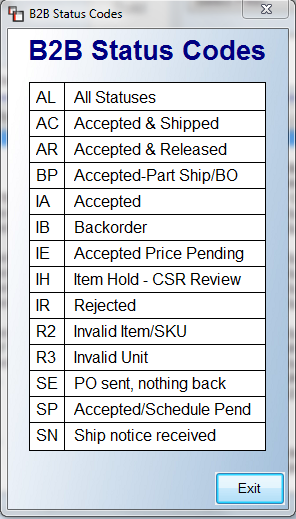 B2B Status Codes
B2B Status Codes
AL All Statuses
AC Accepted & Shipped
AR Accepted & Released
BP Accepted-Part Ship/BO
IA Accepted
IB Backorder
IE Accepted Price Pending
IH Item Hold - CSR Review
IR Rejected
R2 Invalid Item/SKU
R3 Invalid Unit
SE PO sent, nothing back
SP Accepted/Schedule Pend
SN Ship notice received
Exit